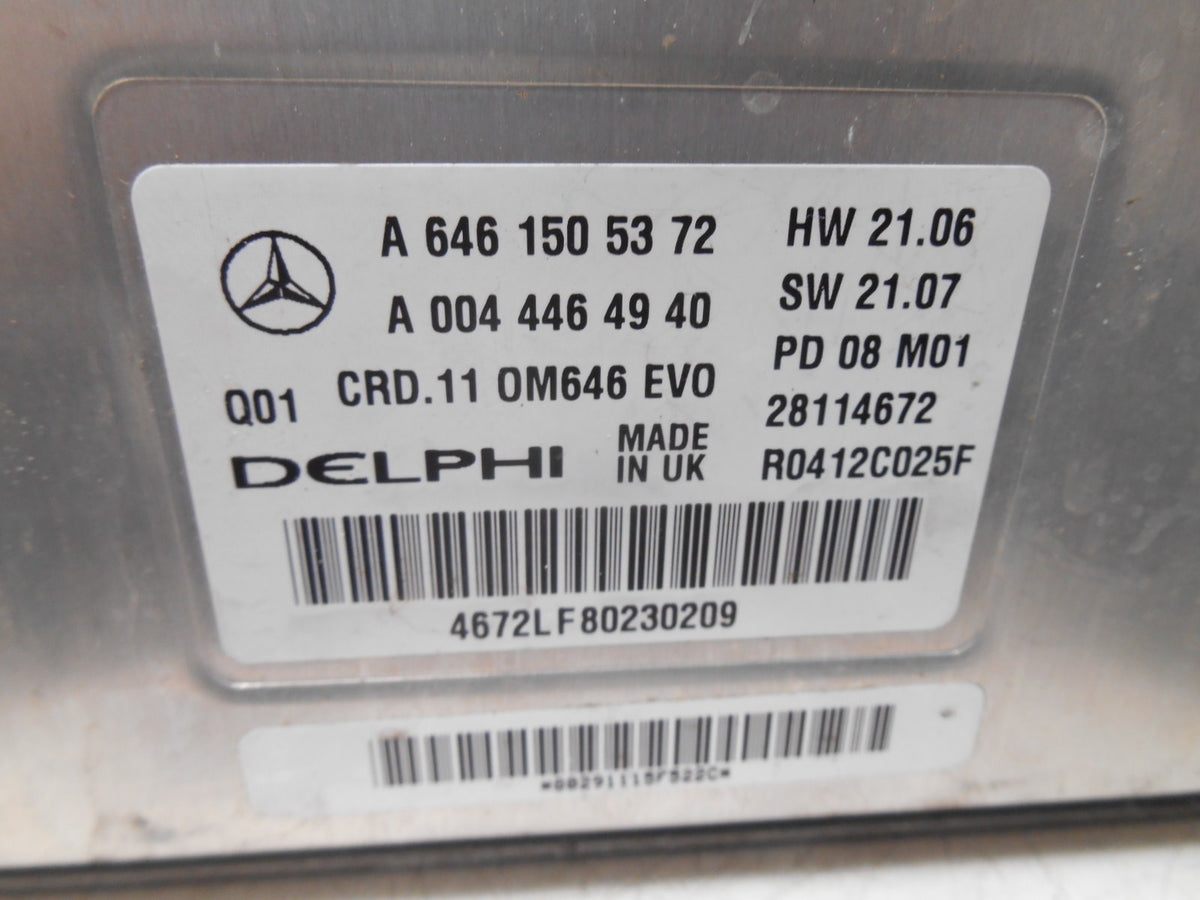 A 646 150 53 72
HW 21.06
A 004 446 49 40
SW 21.07
PD 08 M01
Q01
CRD.11 OM646 EVO
28114672
DELPHI
MADE
IN UK
R0412C025F
4672LF80230209
*00291115F522C*